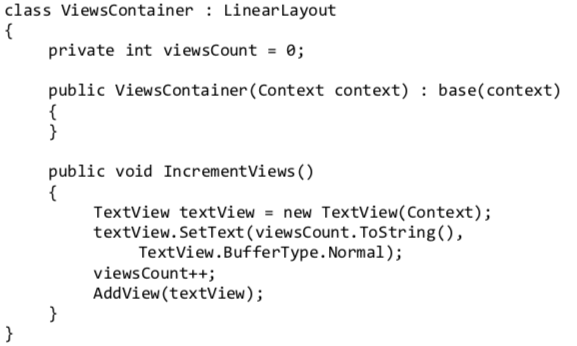 class ViewsContainer : LinearLayout
{
private int viewsCount = 0;
public ViewsContainer(Context context) : base(context)
{
}
public void IncrementViews()
{
TextView textView = new TextView(Context);
textView.SetText(viewsCount.ToString(),
TextView.BufferType.Normal);
viewsCount++;
AddView(textView);
}
}